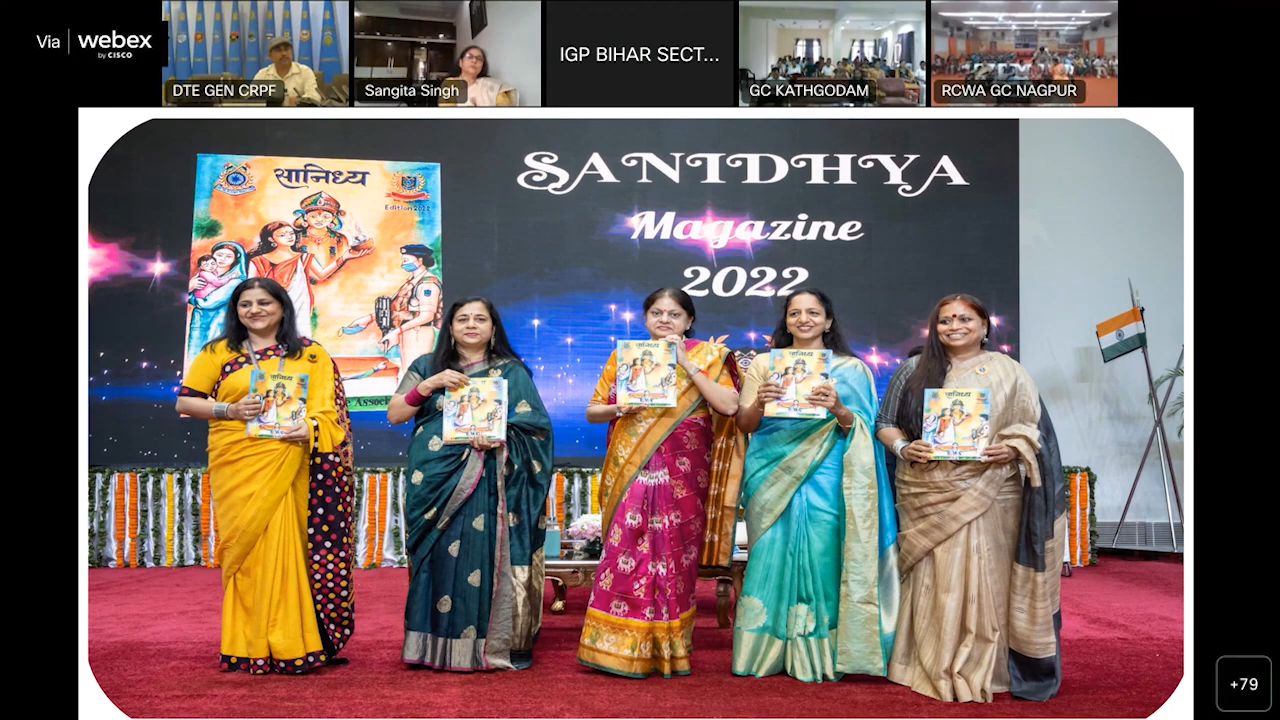 Via webex
by CISCO
DTE GEN CRPF
Sangita Singh
IGP BIHAR SECT...
GC KATHGODAM
RCWA GC NAGPUR
सानिध्य
Edition 2022
SANIDHYA
Magazine
2022
सानिध्य
सानिध्य
सानिध्य
सानिध्य
सानिध्य
+79